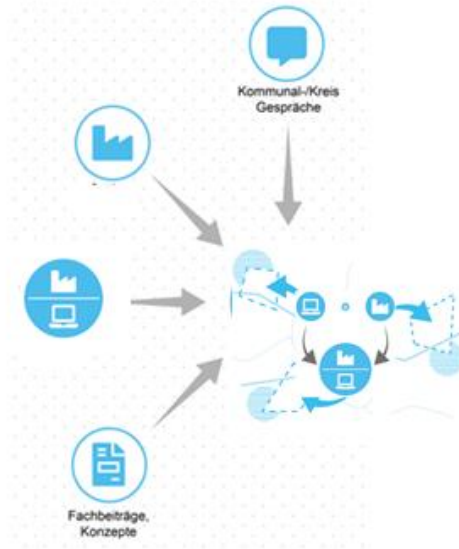 Kommunal-/Kreis
Gespräche
Fachbeiträge,
Konzepte